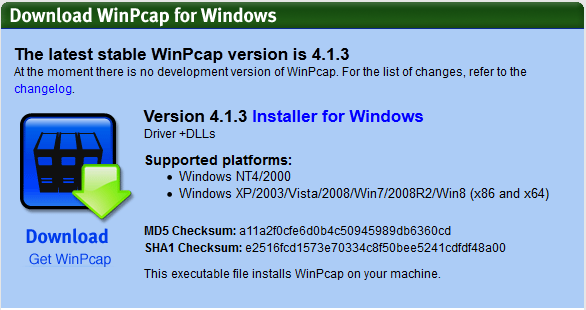 Download WinPcap for Windows
The latest stable WinPcap version is 4.1.3
At the moment there is no development version of WinPcap. For the list of changes, refer to the
changelog.
Version 4.1.3 Installer for Windows
Driver +DLLs
Supported platforms:
• Windows NT4/2000
• Windows XP/2003/Vista/2008/Win7/2008R2/Win8 (x86 and x64)
MD5 Checksum: a11a2f0cfe6d0b4c50945989db6360cd
SHA1 Checksum: e2516fcd1573e70334c8f50bee5241cdfdf48a00
This executable file installs WinPcap on your machine.
Download
Get WinPcap